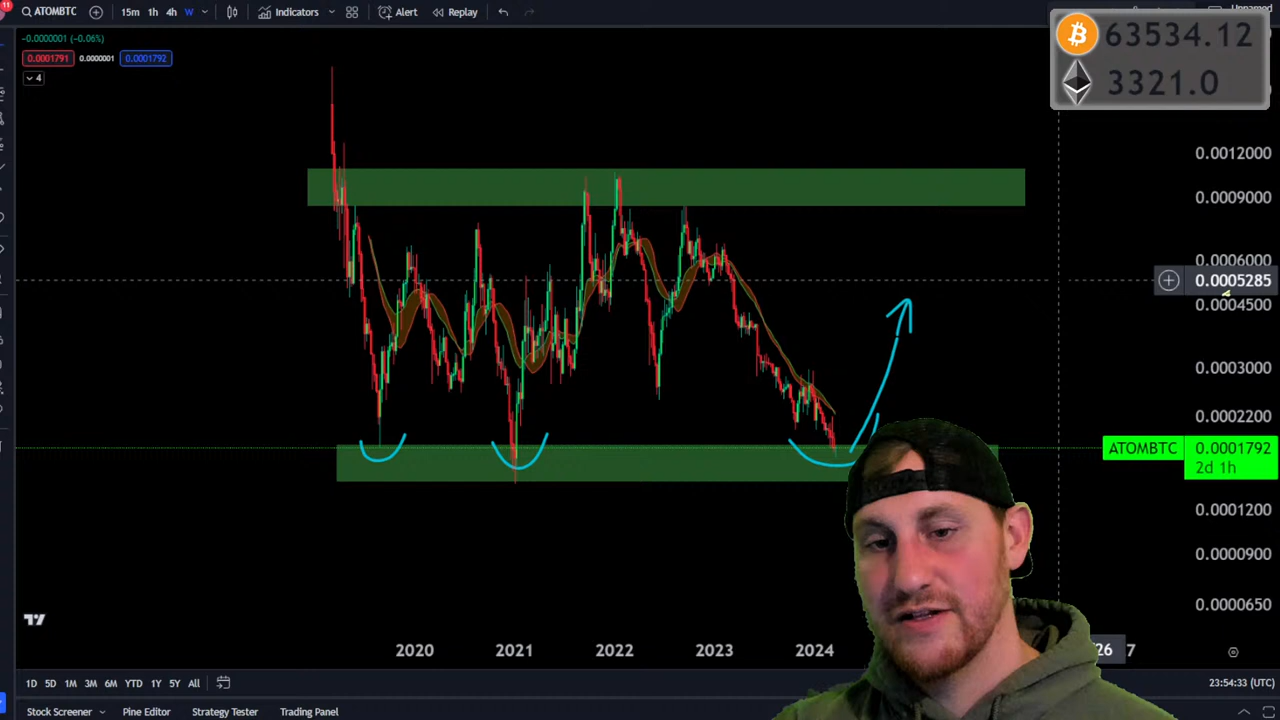 11
ATOMBTC 15m 1h 4h W Indicators Alert Replay Unnamed
−0.0000001 (−0.06%)
0.0001791 0.0000001 0.0001792
4
63534.12
3321.0
0.0012000
0.0009000
0.0006000
0.0005285
0.0004500
0.0003000
0.0002200
ATOMBTC 0.0001792
2d 1h
0.0001200
0.0000900
0.0000650
2020 2021 2022 2023 2024 26 7
1D 5D 1M 3M 6M YTD 1Y 5Y All 23:54:33 (UTC)
Stock Screener Pine Editor Strategy Tester Trading Panel